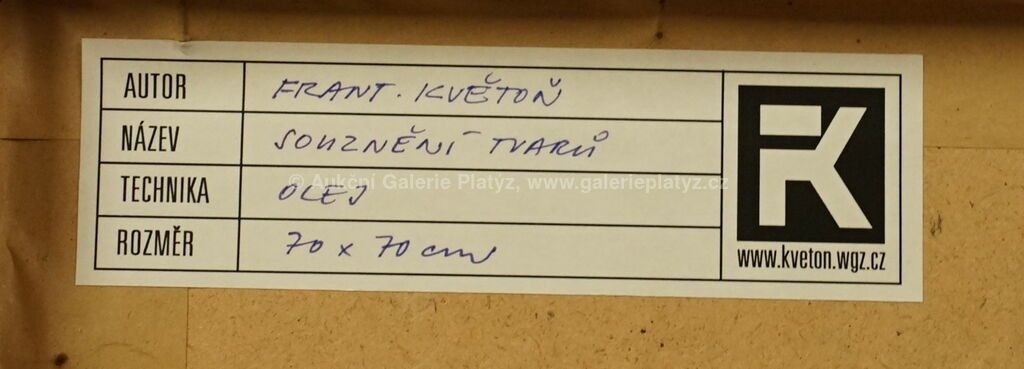 AUTOR FRANT. KVĚTOŇ
NÁZEV SOUZNĚNÍ TVARŮ
© Aukční Galerie Platýz, www.galerieplatyz.cz
TECHNIKA OLEJ
ROZMĚR 70 x 70 cm
FK
www.kveton.wgz.cz